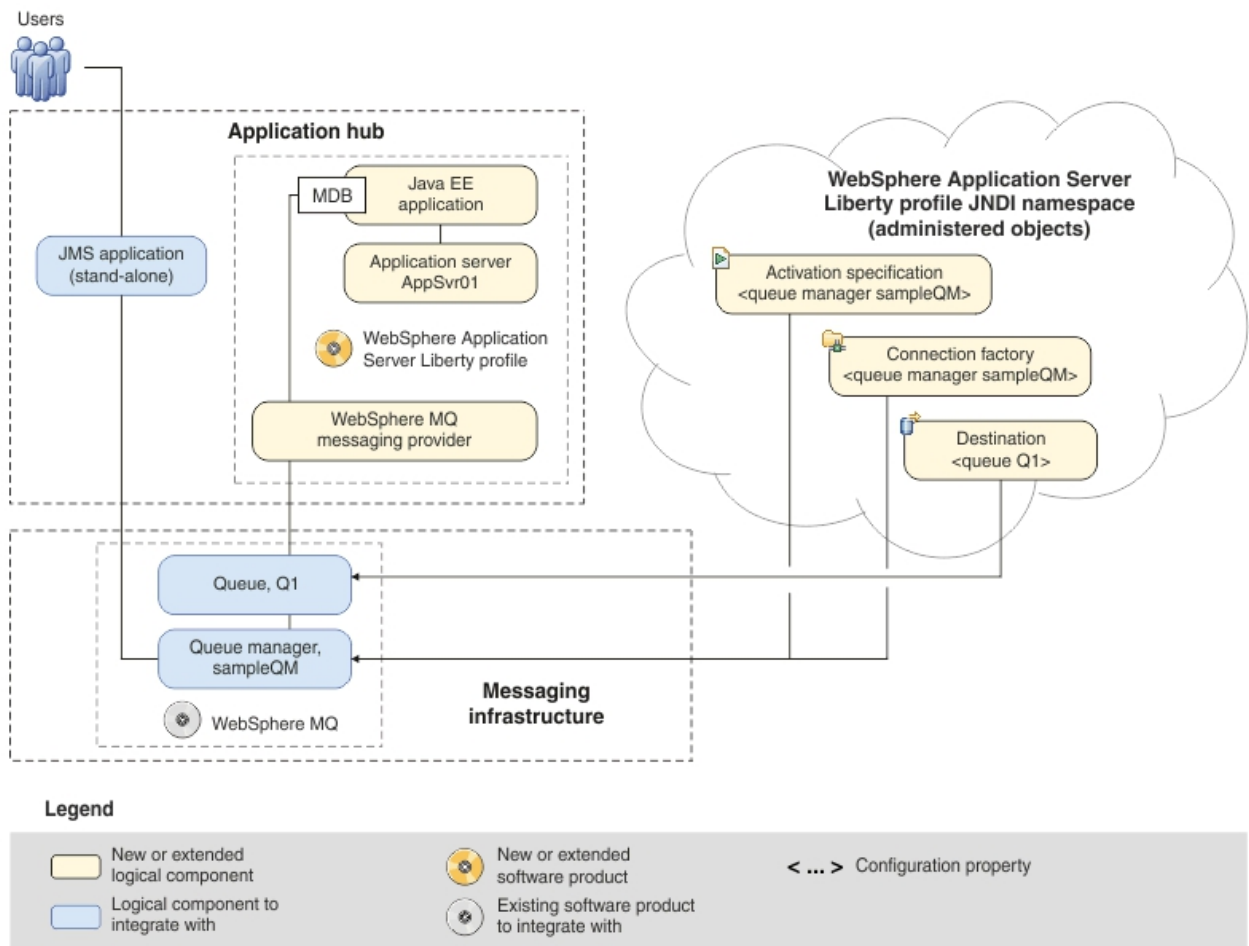 Users
Application hub
MDB
Java EE
application
JMS application
(stand-alone)
Application server
AppSvr01
WebSphere Application
Server Liberty profile
WebSphere MQ
messaging provider
WebSphere Application Server
Liberty profile JNDI namespace
(administered objects)
Activation specification
<queue manager sampleQM>
Connection factory
<queue manager sampleQM>
Destination
<queue Q1>
Queue, Q1
Queue manager,
sampleQM
WebSphere MQ
Messaging
infrastructure
Legend
New or extended
logical component
Logical component to
integrate with
New or extended
software product
Existing software product
to integrate with
< ... > Configuration property